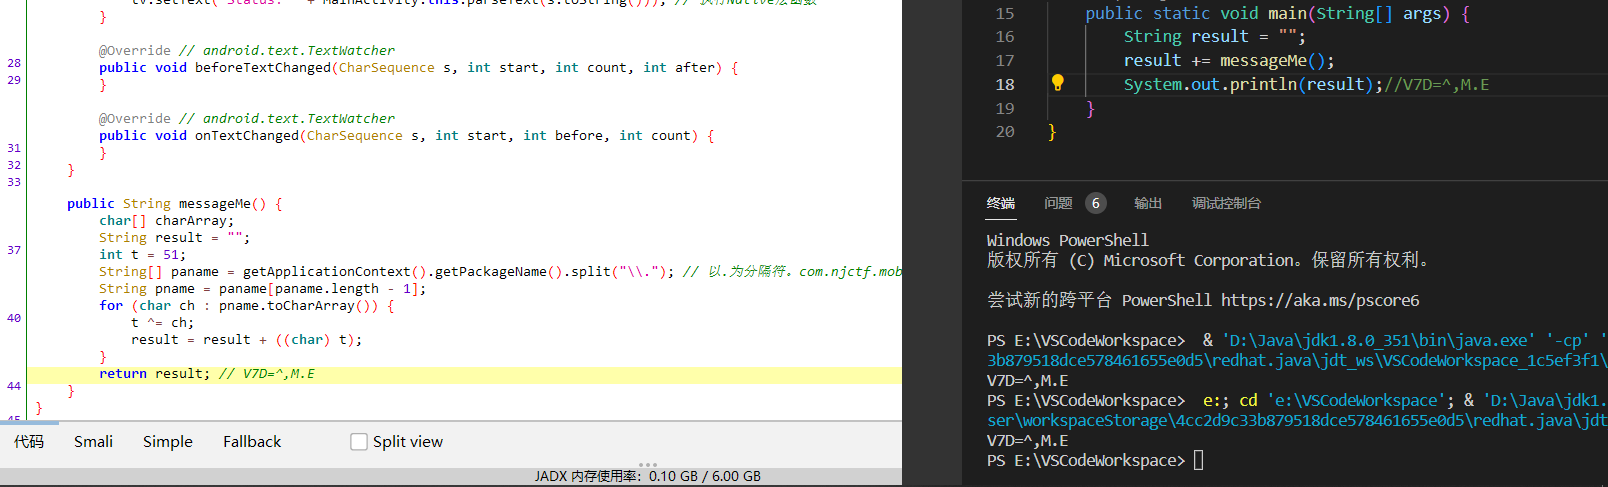 tv.setText("Status: " + MainActivity.this.parseText(s.toString())); // 执行Native层函数
}
@Override // android.text.TextWatcher
28 public void beforeTextChanged(CharSequence s, int start, int count, int after) {
29 }
@Override // android.text.TextWatcher
public void onTextChanged(CharSequence s, int start, int before, int count) {
31 }
32 }
33
public String messageMe() {
char[] charArray;
String result = "";
37 int t = 51;
String[] paname = getApplicationContext().getPackageName().split("\\."); // 以.为分隔符。com.njctf.mob
String pname = paname[paname.length - 1];
for (char ch : pname.toCharArray()) {
40 t ^= ch;
result = result + ((char) t);
}
return result; // V7D=^,M.E
44 }
}
45
代码 Smali Simple Fallback Split view
JADX 内存使用率：0.10 GB / 6.00 GB
15 public static void main(String[] args) {
16 String result = "";
17 result += messageMe();
18 System.out.println(result);//V7D=^,M.E
19 }
20 }
终端 问题 6 输出 调试控制台
Windows PowerShell
版权所有 (C) Microsoft Corporation。保留所有权利。
尝试新的跨平台 PowerShell https://aka.ms/pscore6
PS E:\VSCodeWorkspace> & 'D:\Java\jdk1.8.0_351\bin\java.exe' '-cp' '
3b879518dce578461655e0d5\redhat.java\jdt_ws\VSCodeWorkspace_1c5ef3f1\
V7D=^,M.E
PS E:\VSCodeWorkspace> e:; cd 'e:\VSCodeWorkspace'; & 'D:\Java\jdk1.
ser\workspaceStorage\4cc2d9c33b879518dce578461655e0d5\redhat.java\jdt
V7D=^,M.E
PS E:\VSCodeWorkspace>